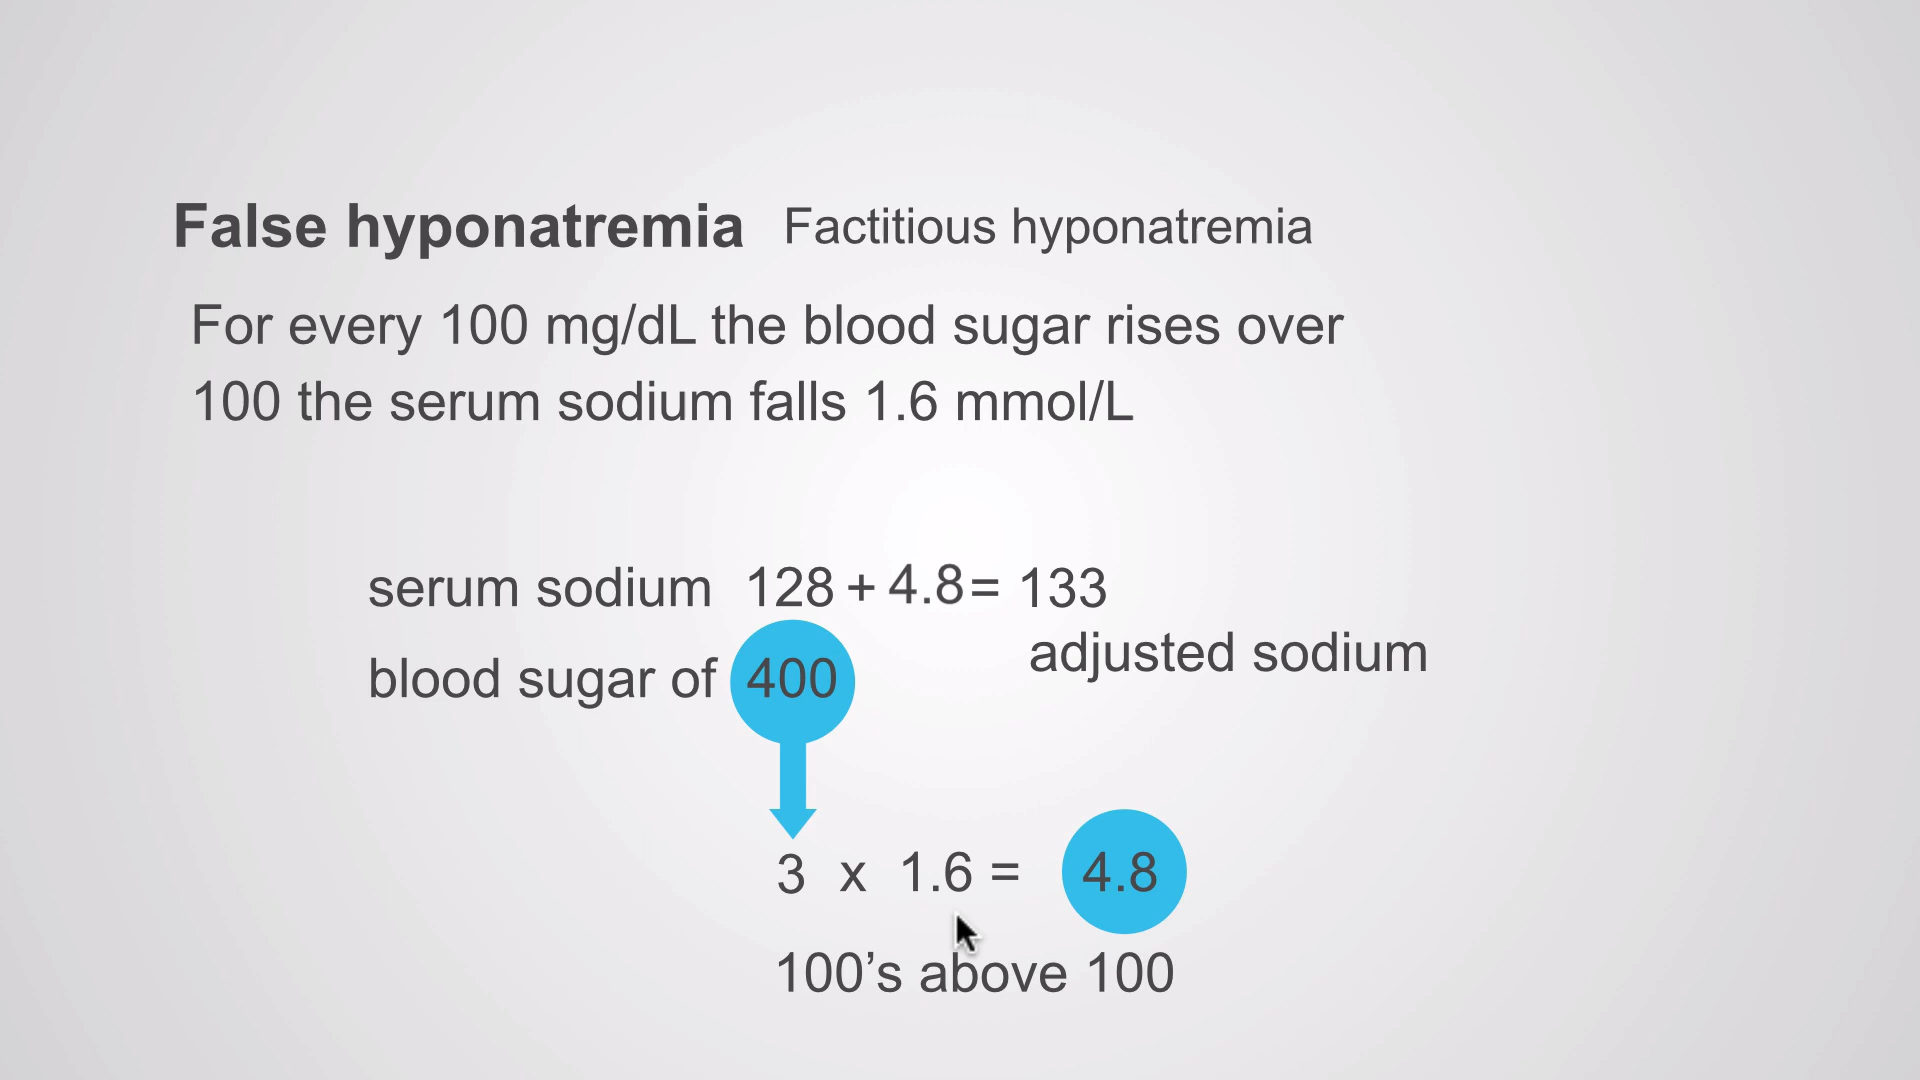 False hyponatremia Factitious hyponatremia
For every 100 mg/dL the blood sugar rises over
100 the serum sodium falls 1.6 mmol/L
serum sodium 128 + 4.8 = 133
adjusted sodium
blood sugar of 400
3 x 1.6 = 4.8
100’s above 100